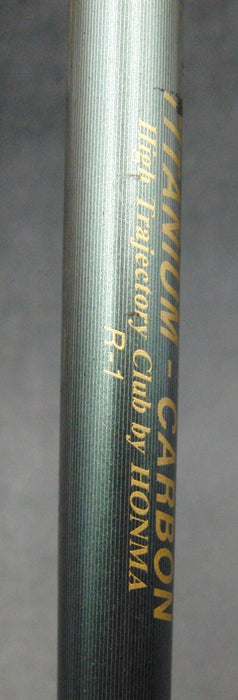 TITANIUM - CARBON
High Trajectory Club by HONMA
R-1